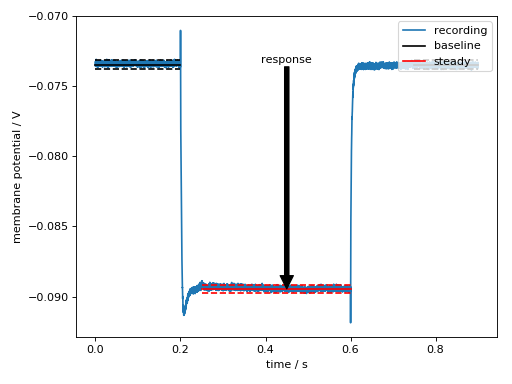 recording
baseline
steady
response
−0.070
−0.075
−0.080
−0.085
−0.090
membrane potential / V
0.0
0.2
0.4
0.6
0.8
time / s